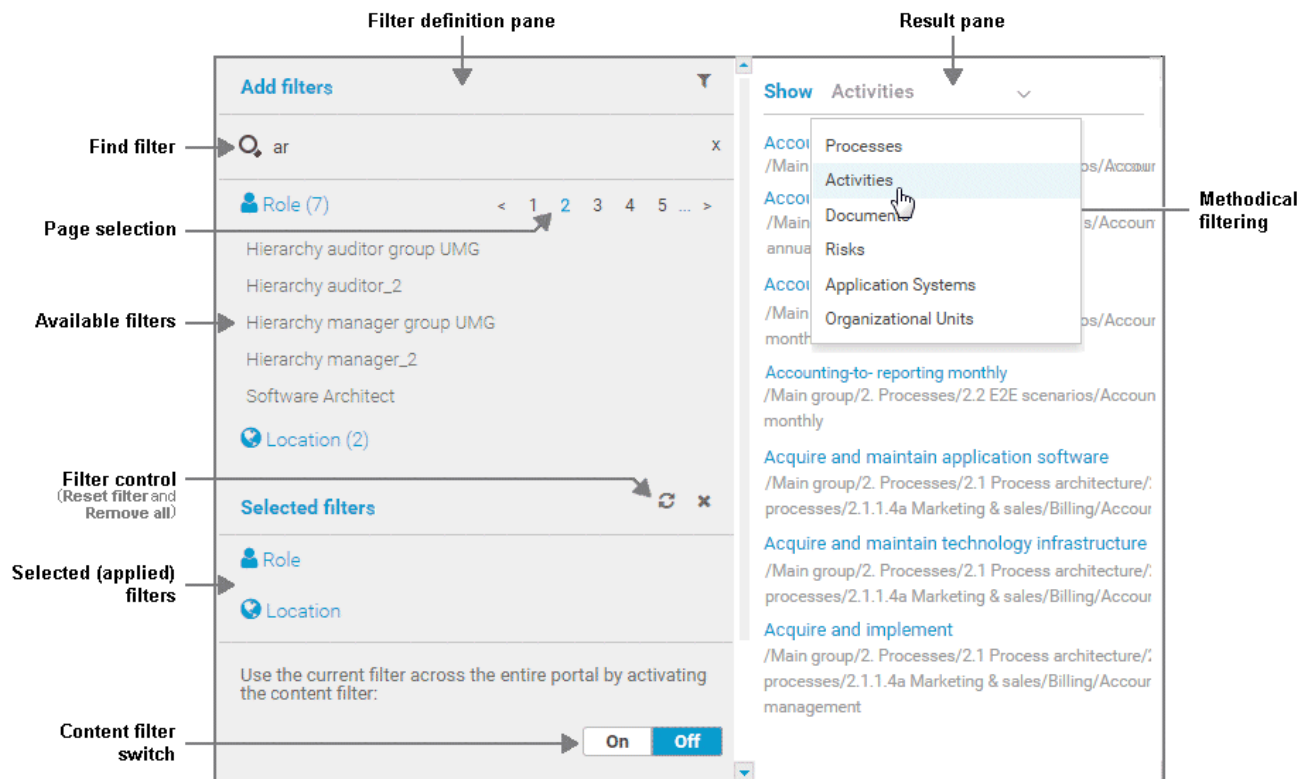 Filter definition pane
Result pane
Add filters
Find filter
ar
x
Role (7)
< 1 2 3 4 5 ... >
Page selection
Hierarchy auditor group UMG
Hierarchy auditor_2
Available filters
Hierarchy manager group UMG
Hierarchy manager_2
Software Architect
Location (2)
Filter control
(Reset filter and
Remove all)
Selected filters
Selected (applied)
filters
Role
Location
Use the current filter across the entire portal by activating
the content filter:
Content filter
switch
On Off
Show Activities
Processes
Activities
Documents
Risks
Application Systems
Organizational Units
Methodical
filtering
Accounting-to- reporting monthly
/Main group/2. Processes/2.2 E2E scenarios/Accoun
monthly
Acquire and maintain application software
/Main group/2. Processes/2.1 Process architecture/
processes/2.1.1.4a Marketing & sales/Billing/Accour
Acquire and maintain technology infrastructure
/Main group/2. Processes/2.1 Process architecture/
processes/2.1.1.4a Marketing & sales/Billing/Accour
Acquire and implement
/Main group/2. Processes/2.1 Process architecture/
processes/2.1.1.4a Marketing & sales/Billing/Accour
management